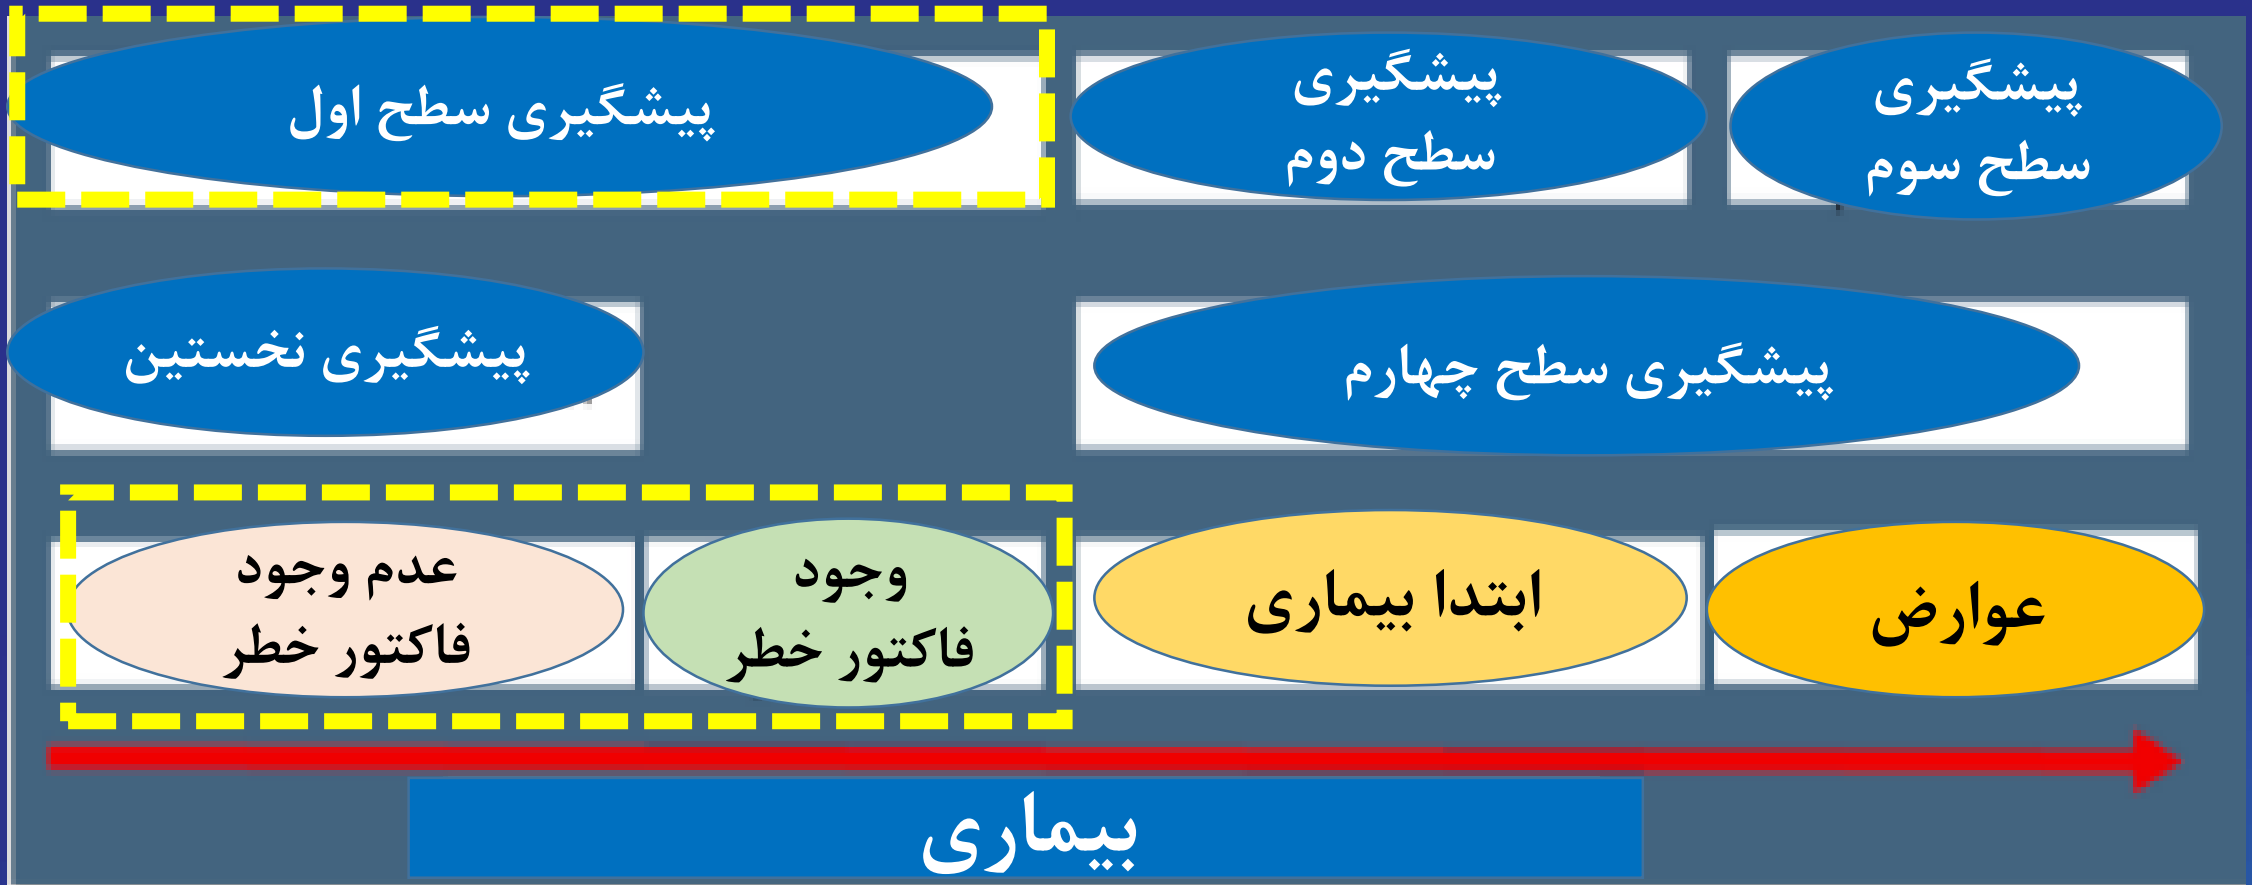 پیشگیری سطح اول
پیشگیری
سطح دوم
پیشگیری
سطح سوم
پیشگیری نخستین
پیشگیری سطح چهارم
عدم وجود
فاکتور خطر
وجود
فاکتور خطر
ابتدا بیماری
عوارض
بیماری